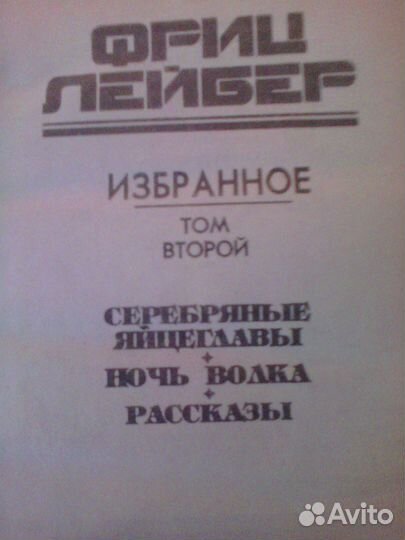 ФРИЦ
ЛЕЙБЕР
ИЗБРАННОЕ
ТОМ
ВТОРОЙ
СЕРЕБРЯНЫЕ
ЯЙЦЕГЛАВЫ
НОЧЬ ВОЛКА
РАССКАЗЫ
Avito